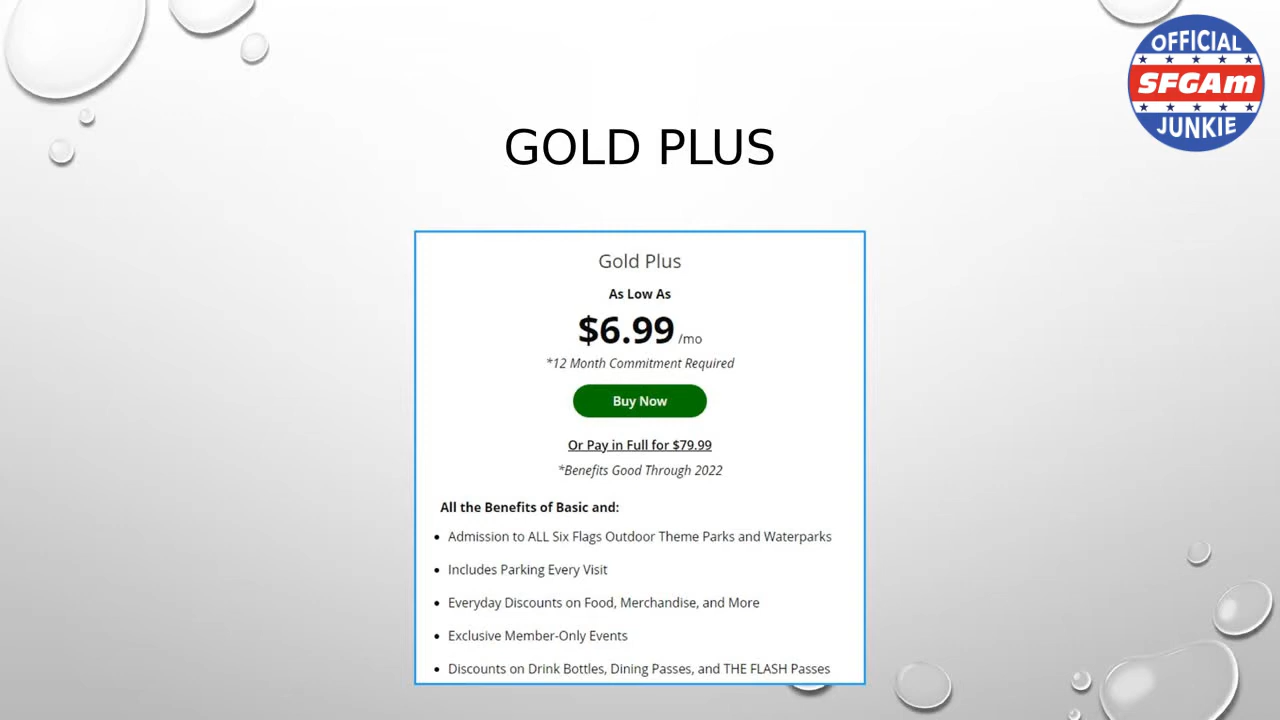 OFFICIAL
SFGAm
JUNKIE
GOLD PLUS
Gold Plus
As Low As
$6.99 /mo
*12 Month Commitment Required
Buy Now
Or Pay in Full for $79.99
*Benefits Good Through 2022
All the Benefits of Basic and:
• Admission to ALL Six Flags Outdoor Theme Parks and Waterparks
• Includes Parking Every Visit
• Everyday Discounts on Food, Merchandise, and More
• Exclusive Member-Only Events
• Discounts on Drink Bottles, Dining Passes, and THE FLASH Passes